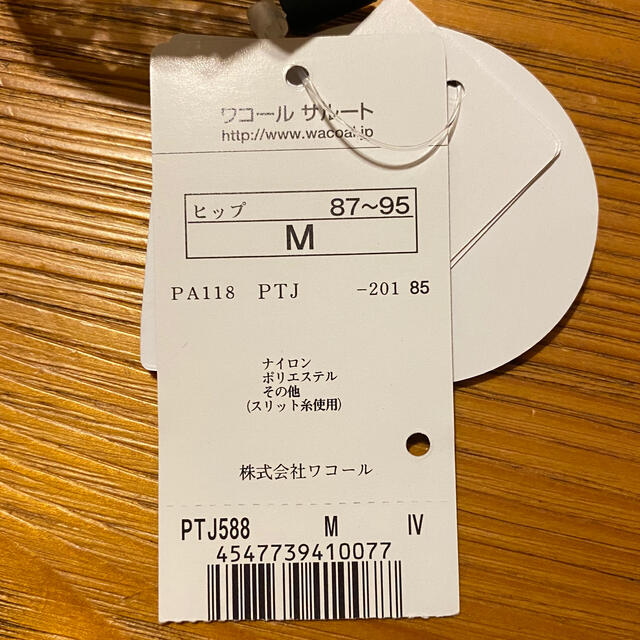 ワコール サルート
http://www.wacoal.jp
ヒップ 87〜95
M
PA118 PTJ -201 85
ナイロン
ポリエステル
その他
(スリット糸使用)
株式会社ワコール
PTJ588 M IV
4547739410077